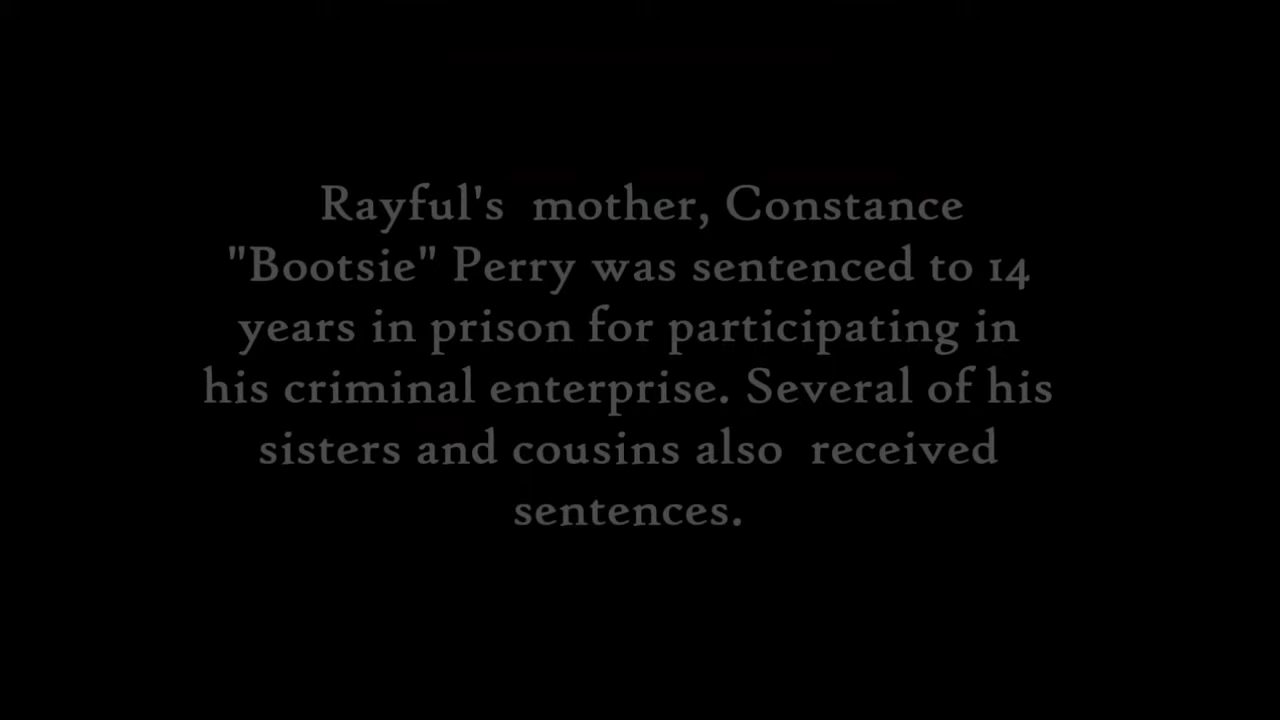 Rayful's  mother, Constance
"Bootsie" Perry was sentenced to 14
years in prison for participating in
his criminal enterprise. Several of his
sisters and cousins also  received
sentences.